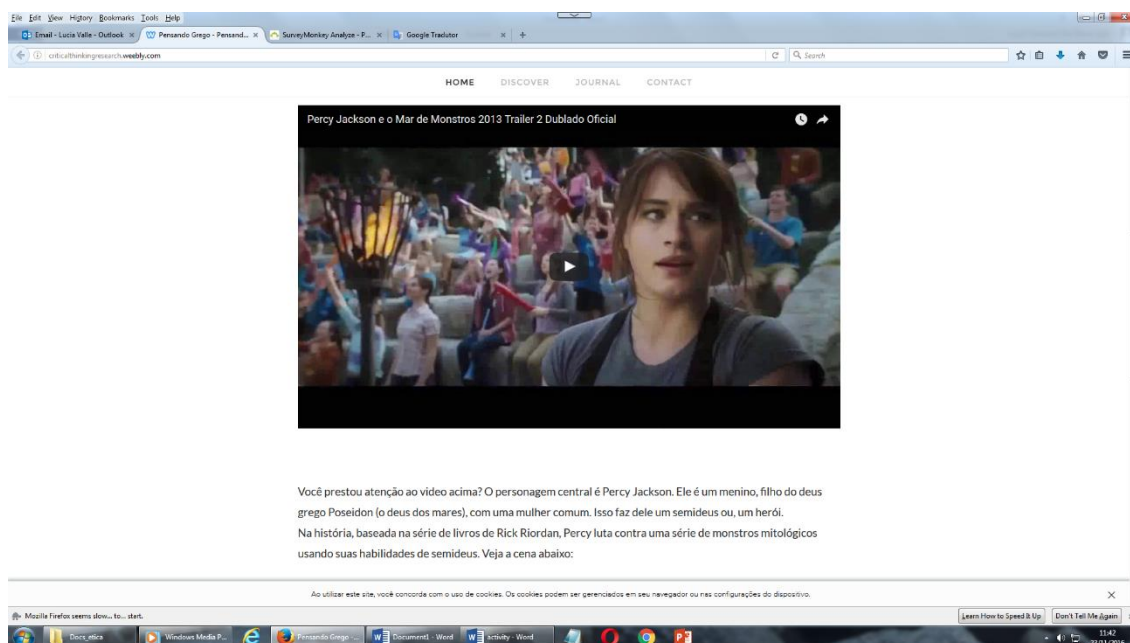 File Edit View History Bookmarks Tools Help
Email - Lucia Valle - Outlook
Pensando Grego - Pensand...
SurveyMonkey Analyze - P...
Google Tradutor
criticalthinkingresearch.weebly.com
Search
HOME DISCOVER JOURNAL CONTACT
Percy Jackson e o Mar de Monstros 2013 Trailer 2 Dublado Oficial
Você prestou atenção ao video acima? O personagem central é Percy Jackson. Ele é um menino, filho do deus
grego Poseidon (o deus dos mares), com uma mulher comum. Isso faz dele um semideus ou, um herói.
Na história, baseada na série de livros de Rick Riordan, Percy luta contra uma série de monstros mitológicos
usando suas habilidades de semideus. Veja a cena abaixo:
Ao utilizar este site, você concorda com o uso de cookies. Os cookies podem ser gerenciados em seu navegador ou nas configurações do dispositivo.
Mozilla Firefox seems slow... to... start.
Learn How to Speed It Up
Don't Tell Me Again
Docs_etica
Windows Media P...
Pensando Grego - ...
Document1 - Word
activity - Word
11:42